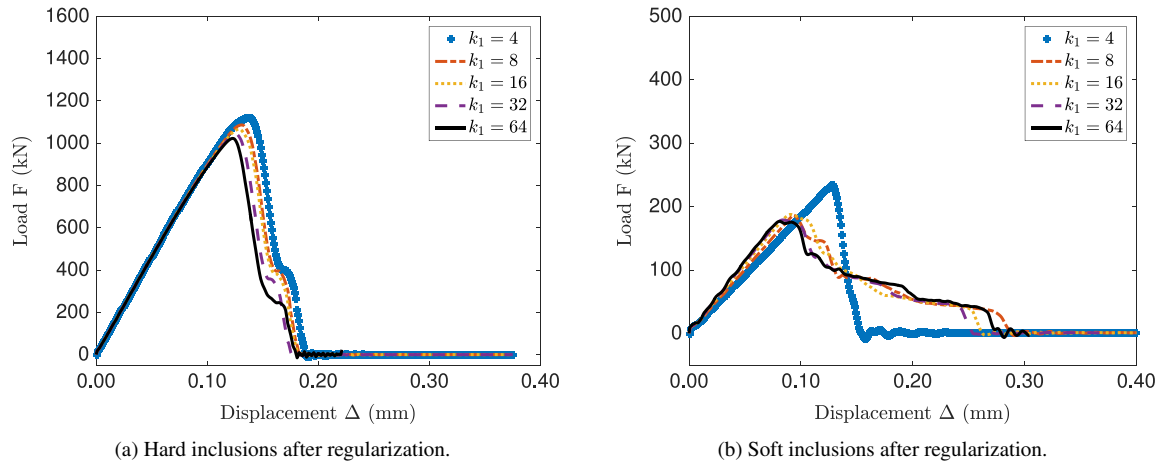 1600
1400
1200
1000
800
600
400
200
0
0.00 0.10 0.20 0.30 0.40
Load F (kN)
Displacement Δ (mm)
k₁ = 4
k₁ = 8
k₁ = 16
k₁ = 32
k₁ = 64
(a) Hard inclusions after regularization.
500
400
300
200
100
0
0.00 0.10 0.20 0.30 0.40
Load F (kN)
Displacement Δ (mm)
k₁ = 4
k₁ = 8
k₁ = 16
k₁ = 32
k₁ = 64
(b) Soft inclusions after regularization.